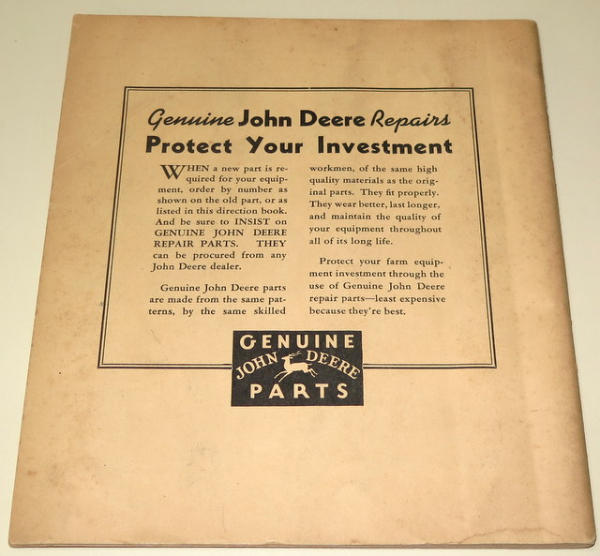 Genuine John Deere Repairs
Protect Your Investment
WHEN a new part is re-
quired for your equip-
ment, order by number as
shown on the old part, or as
listed in this direction book.
And be sure to INSIST on
GENUINE JOHN DEERE
REPAIR PARTS. THEY
can be procured from any
John Deere dealer.
Genuine John Deere parts
are made from the same pat-
terns, by the same skilled
workmen, of the same high
quality materials as the orig-
inal parts. They fit properly.
They wear better, last longer,
and maintain the quality of
your equipment throughout
all of its long life.
Protect your farm equip-
ment investment through the
use of Genuine John Deere
repair parts—least expensive
because they're best.
GENUINE
JOHN DEERE
PARTS